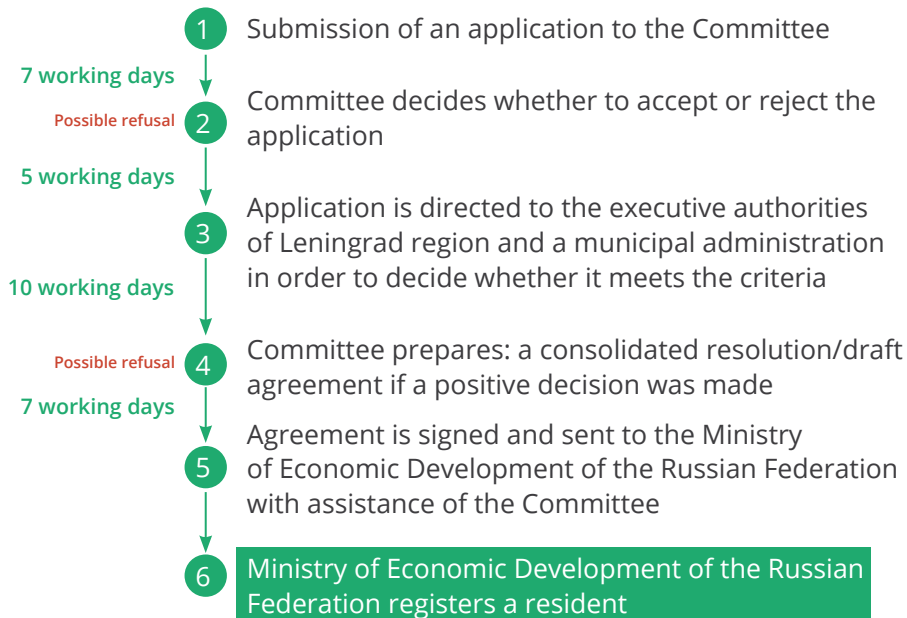 1 Submission of an application to the Committee
7 working days
Possible refusal 2 Committee decides whether to accept or reject the
application
5 working days
Application is directed to the executive authorities
3 of Leningrad region and a municipal administration
in order to decide whether it meets the criteria
10 working days
Possible refusal 4 Committee prepares: a consolidated resolution/draft
agreement if a positive decision was made
7 working days
Agreement is signed and sent to the Ministry
5 of Economic Development of the Russian Federation
with assistance of the Committee
6 Ministry of Economic Development of the Russian
Federation registers a resident